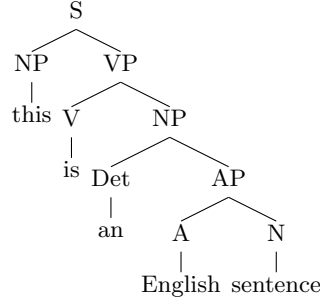 S
NP VP
this V NP
is Det AP
an A N
English sentence